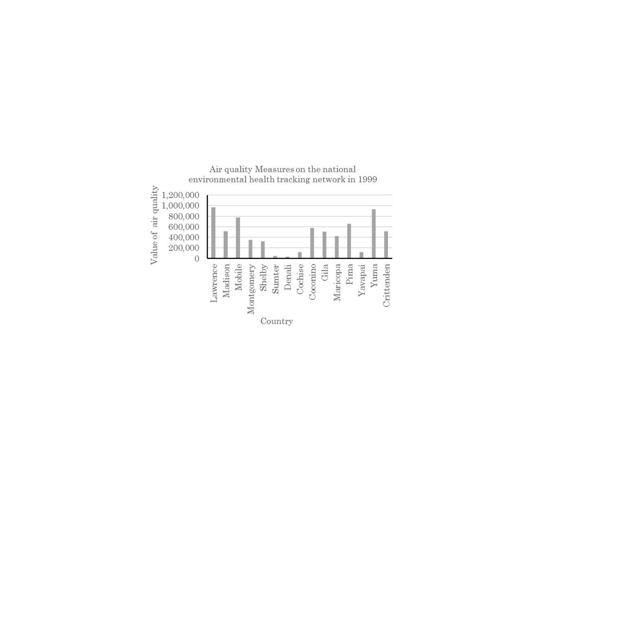 Air quality Measures on the national
environmental health tracking network in 1999
Value of air quality
1,200,000
1,000,000
800,000
600,000
400,000
200,000
0
Lawrence
Madison
Mobile
Montgomery
Shelby
Sumter
Denali
Cochise
Coconino
Gila
Maricopa
Pima
Yavapai
Yuma
Crittenden
Country